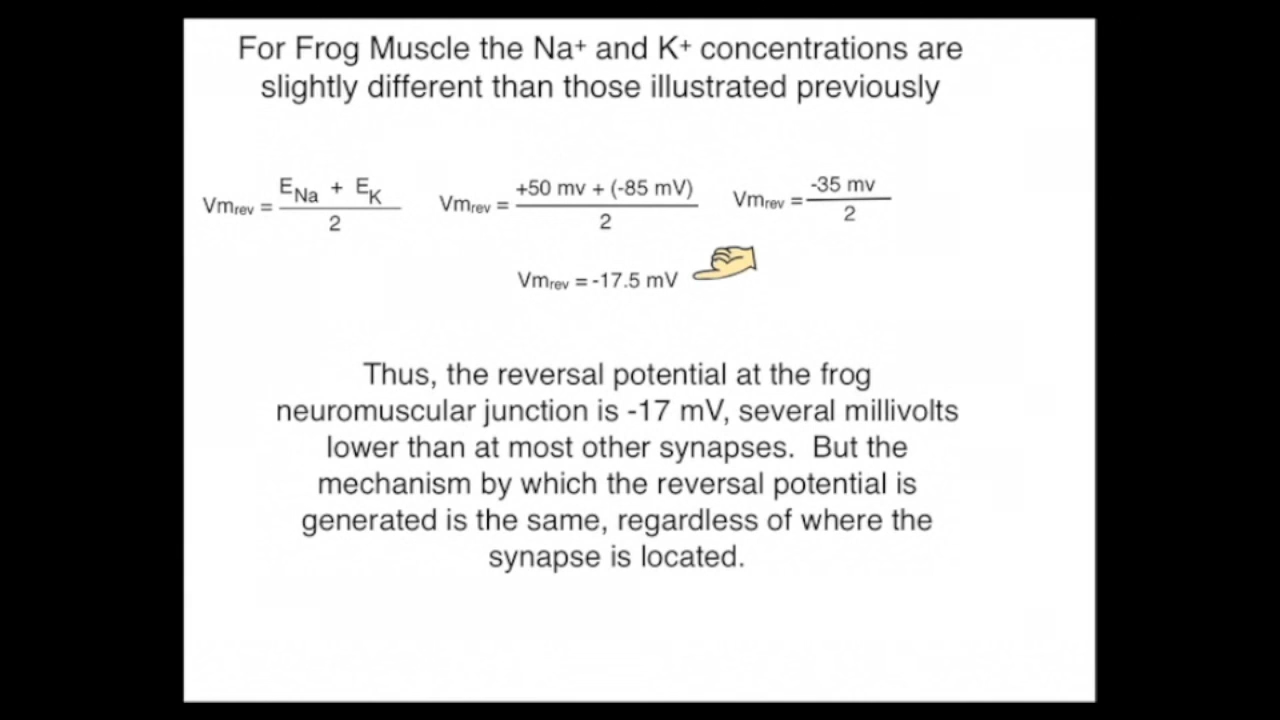 For Frog Muscle the Na⁺ and K⁺ concentrations are
slightly different than those illustrated previously
Vmrev = ENa + EK / 2 Vmrev = +50 mv + (-85 mV) / 2 Vmrev = -35 mv / 2
Vmrev = -17.5 mV
Thus, the reversal potential at the frog
neuromuscular junction is -17 mV, several millivolts
lower than at most other synapses. But the
mechanism by which the reversal potential is
generated is the same, regardless of where the
synapse is located.